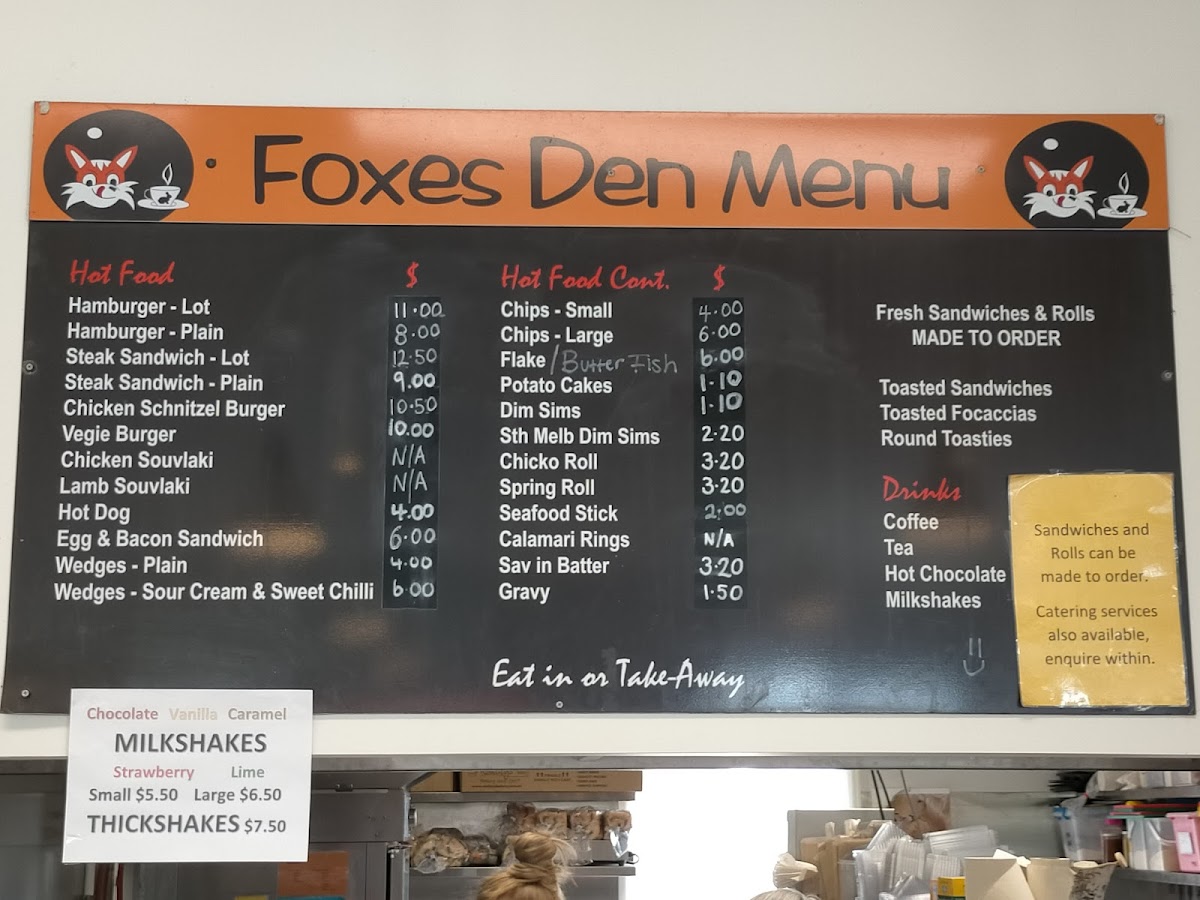 Foxes Den Menu
Hot Food $
Hamburger - Lot 11.00
Hamburger - Plain 8.00
Steak Sandwich - Lot 12.50
Steak Sandwich - Plain 9.00
Chicken Schnitzel Burger 10.50
Vegie Burger 10.00
Chicken Souvlaki N/A
Lamb Souvlaki N/A
Hot Dog 4.00
Egg & Bacon Sandwich 6.00
Wedges - Plain 4.00
Wedges - Sour Cream & Sweet Chilli 6.00
Hot Food Cont. $
Chips - Small 4.00
Chips - Large 6.00
Flake /Butter Fish 6.00
Potato Cakes 1.10
Dim Sims 1.10
Sth Melb Dim Sims 2.20
Chicko Roll 3.20
Spring Roll 3.20
Seafood Stick 2.00
Calamari Rings N/A
Sav in Batter 3.20
Gravy 1.50
Fresh Sandwiches & Rolls
MADE TO ORDER
Toasted Sandwiches
Toasted Focaccias
Round Toasties
Drinks
Coffee
Tea
Hot Chocolate
Milkshakes
Sandwiches and
Rolls can be
made to order.
Catering services
also available,
enquire within.
Eat in or Take-Away
Chocolate Vanilla Caramel
MILKSHAKES
Strawberry Lime
Small $5.50 Large $6.50
THICKSHAKES $7.50